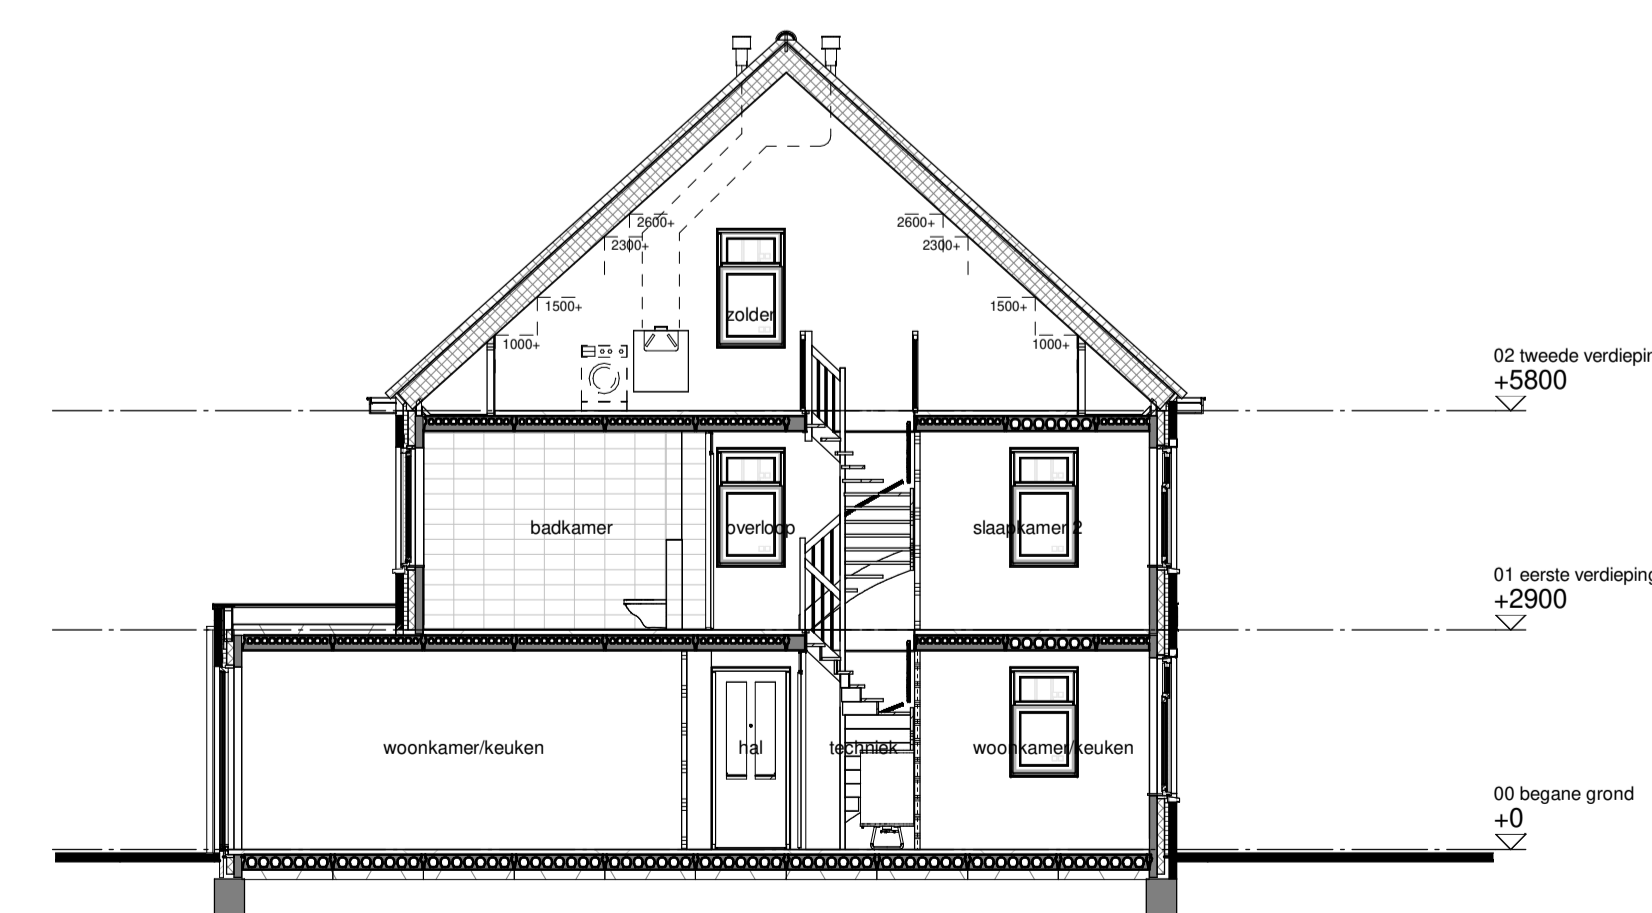 2600+
2600+
2300+
2300+
1500+
1500+
zolder
1000+
1000+
02 tweede verdiepin
+5800
badkamer
overloop
slaapkamer 2
01 eerste verdieping
+2900
woonkamer/keuken
hal
techniek
woonkamer/keuken
00 begane grond
+0